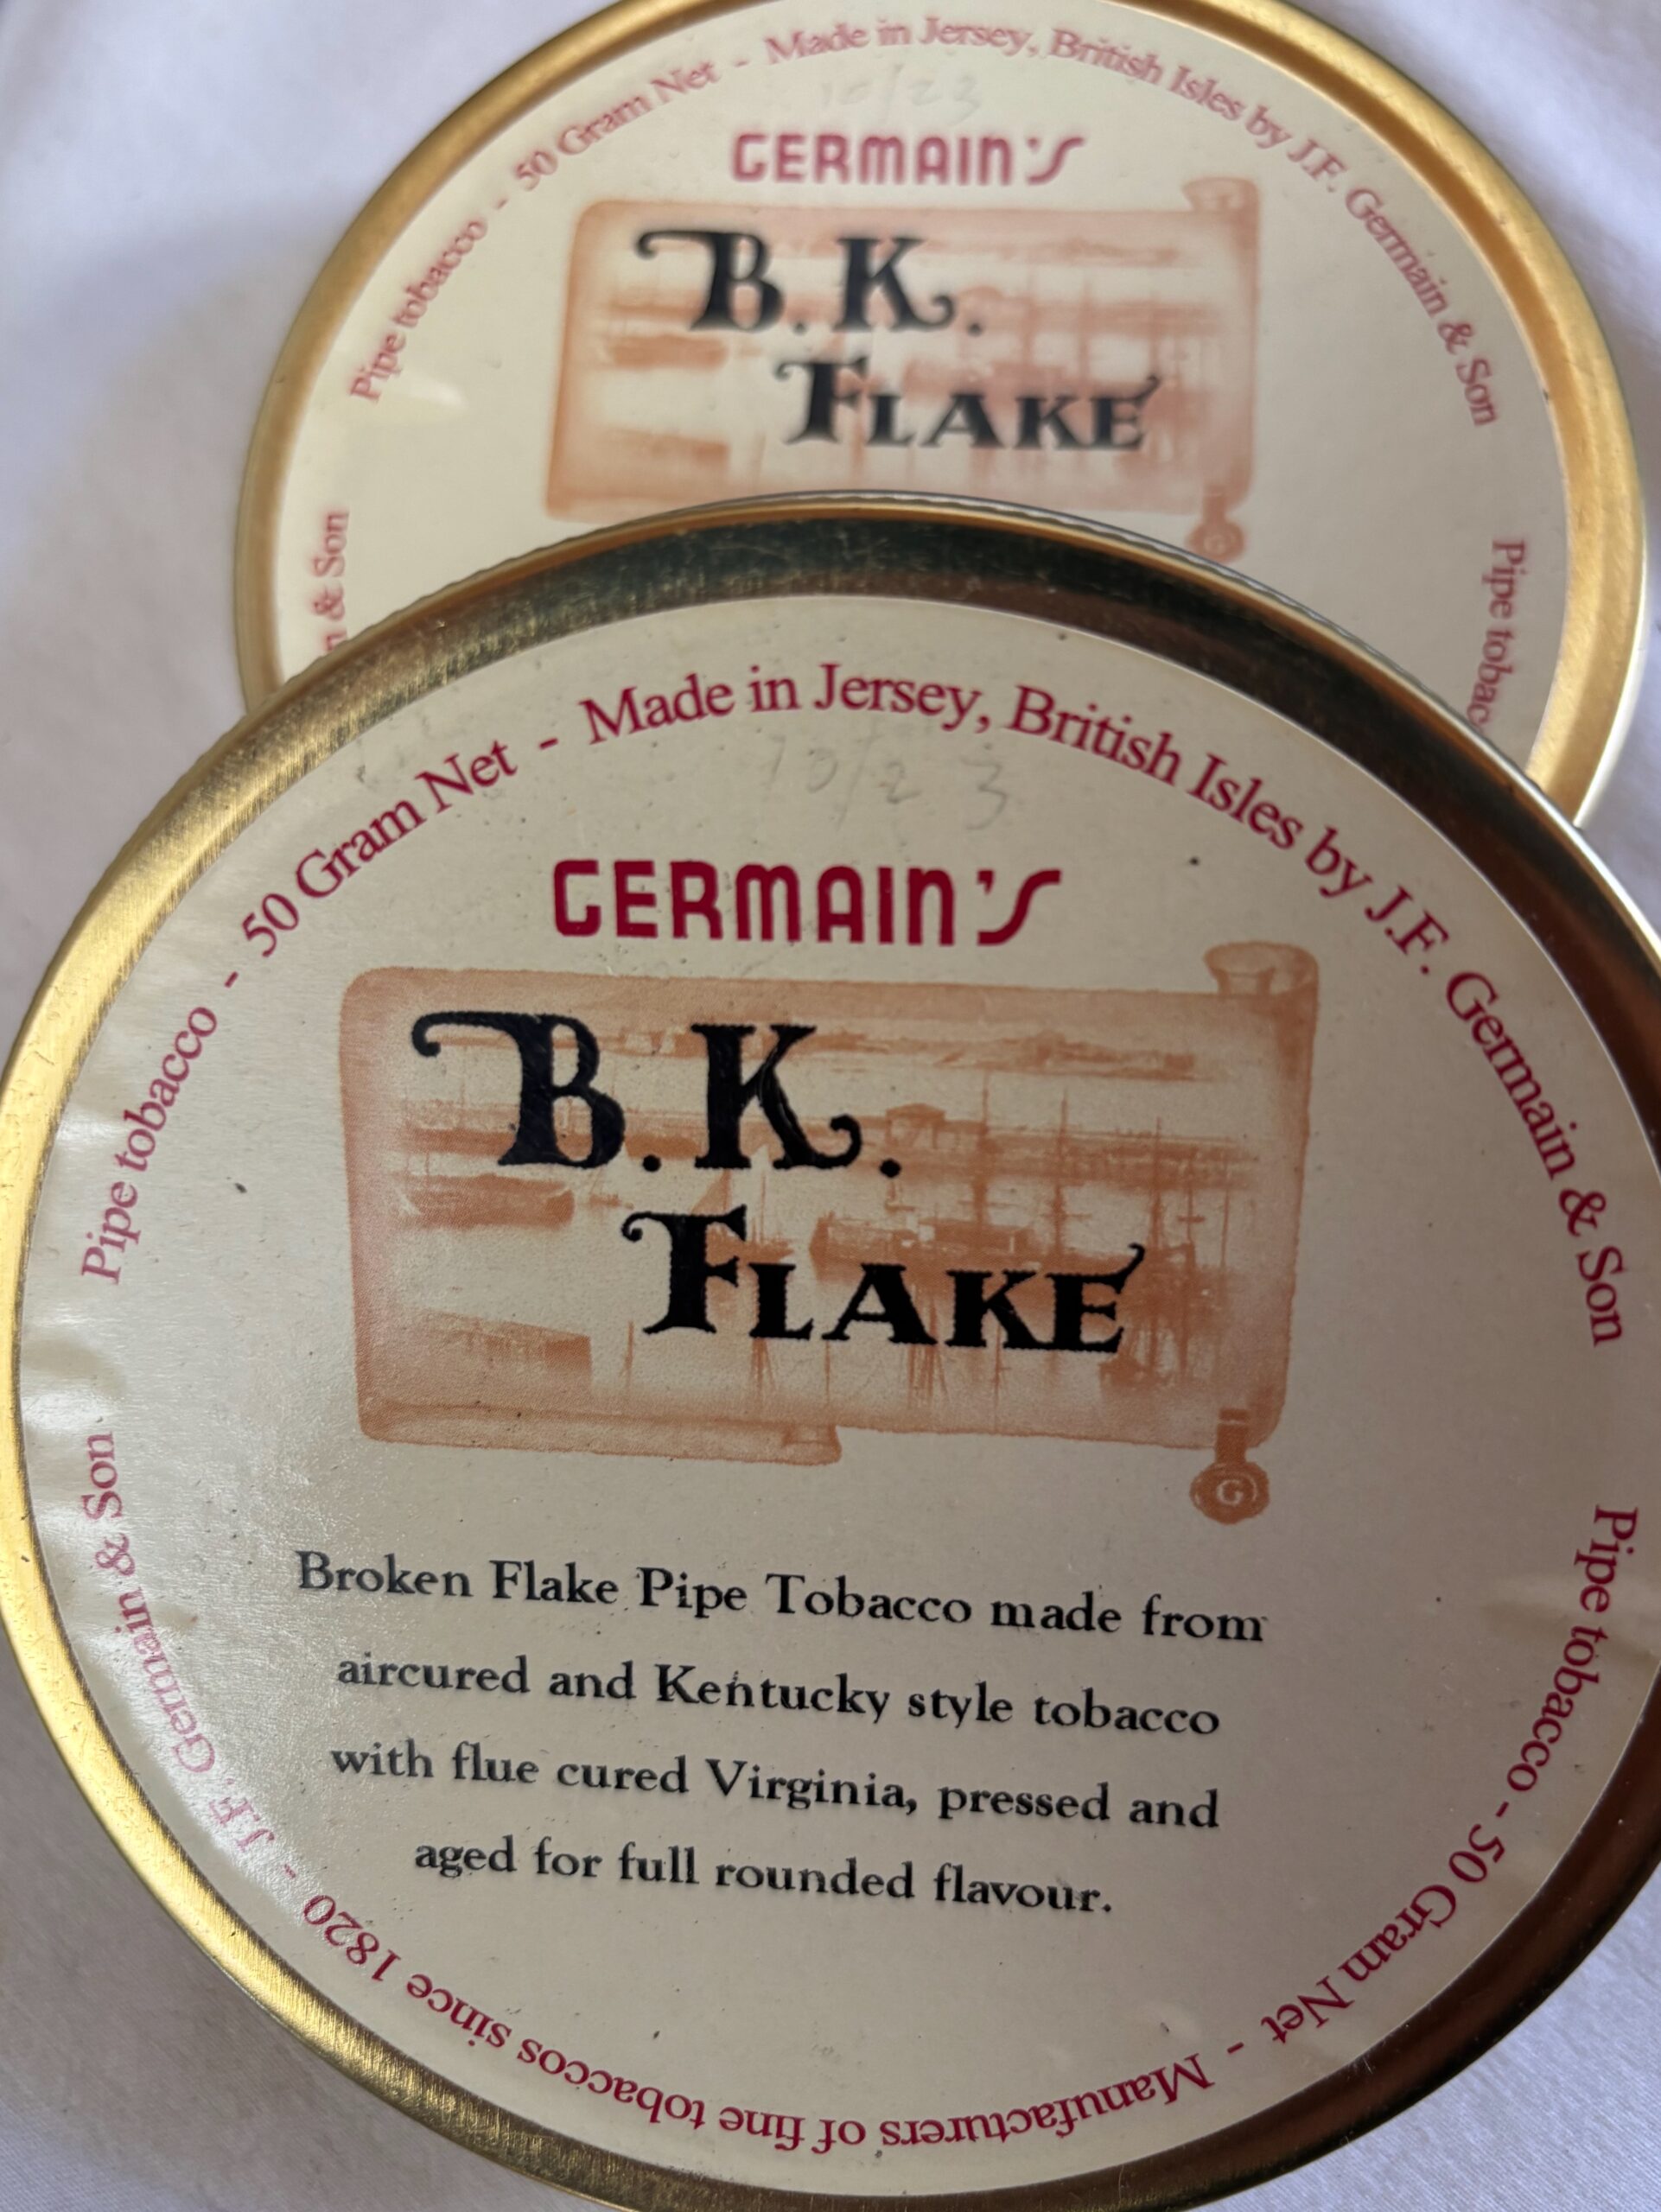 Pipe tobacco - 50 Gram Net - Made in Jersey, British Isles by J.F. Germain & Son
10/23
GERMAIN'S
B.K.
FLAKE
& Son
Pipe
Pipe tobacco - 50 Gram Net - Made in Jersey, British Isles by J.F. Germain & Son
10/23
GERMAIN'S
B.K.
FLAKE
G
Broken Flake Pipe Tobacco made from
aircured and Kentucky style tobacco
with flue cured Virginia, pressed and
aged for full rounded flavour.
Pipe tobacco - 50 Gram Net - Manufacturers of fine tobaccos since 1820 - J.F. Germain & Son